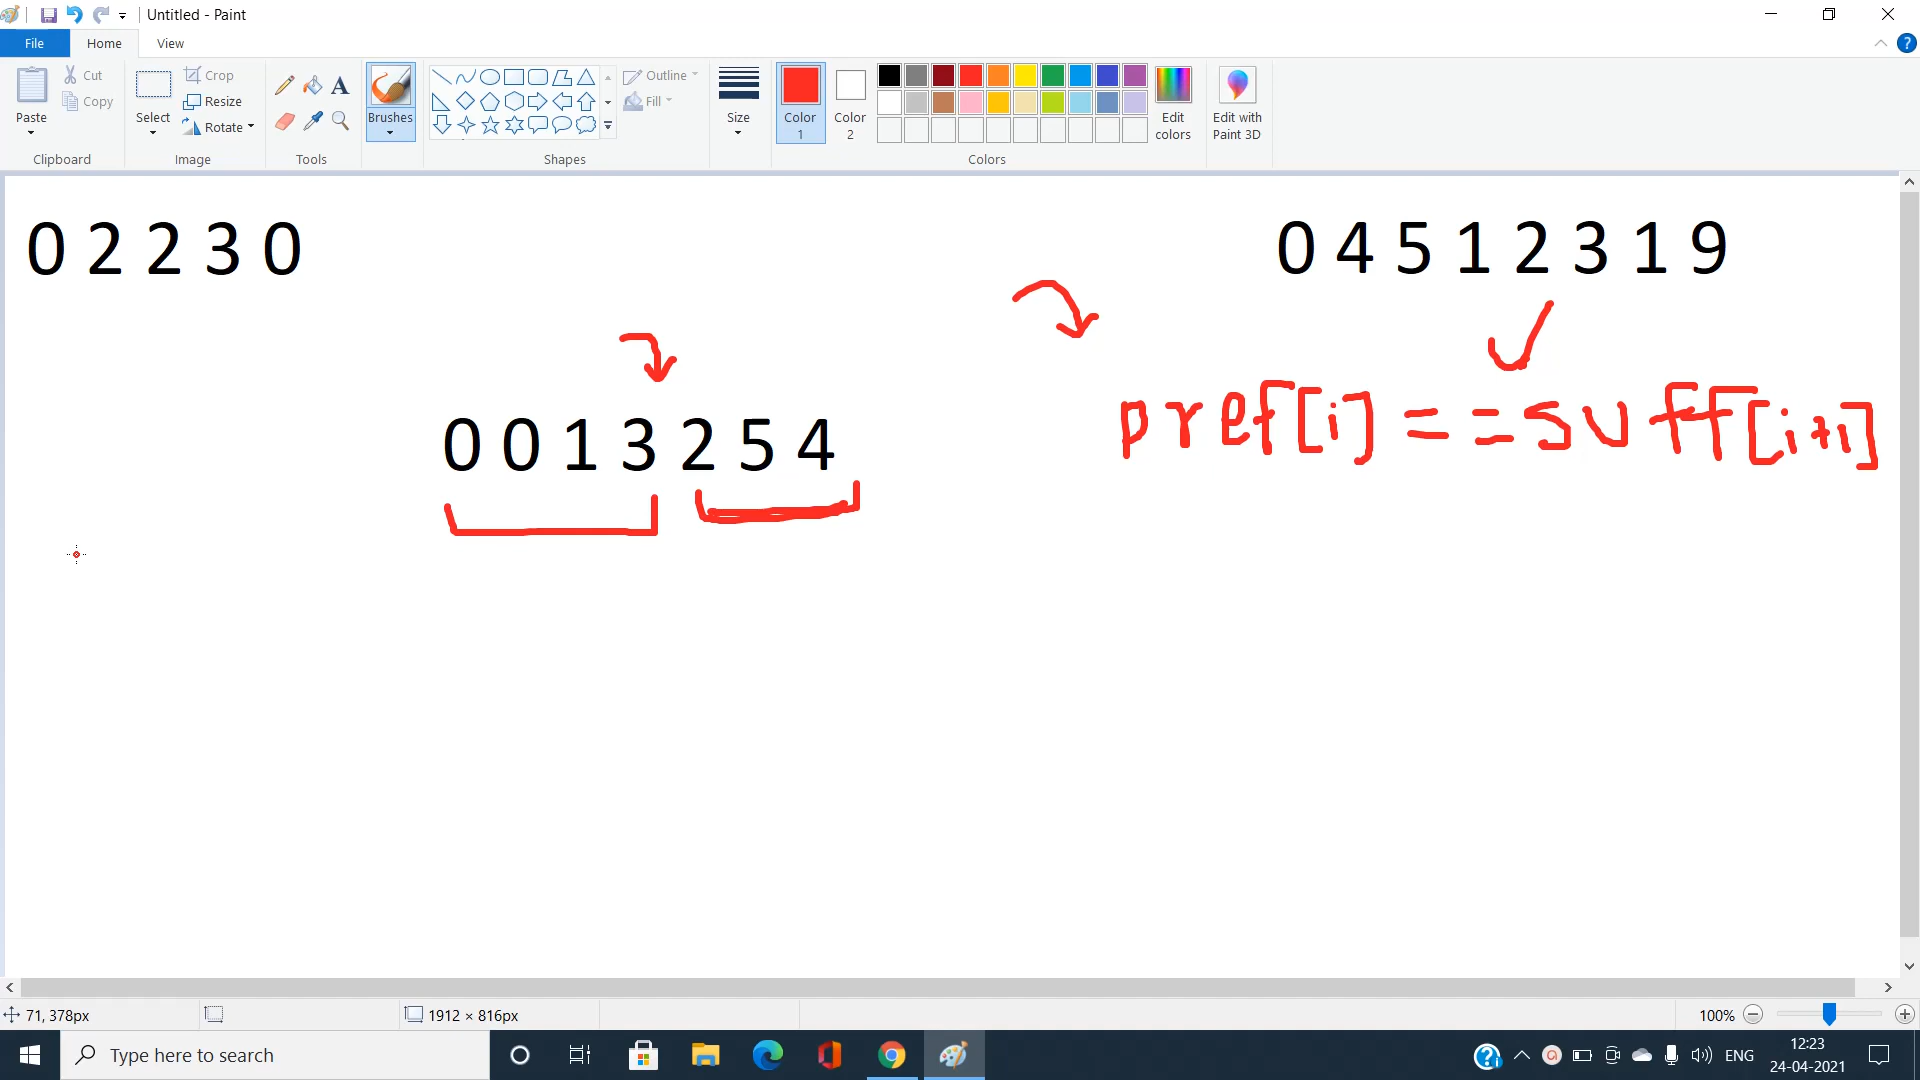 Untitled - Paint
File Home View
Cut
Copy
Paste
Clipboard
Crop
Resize
Rotate
Select
Image
Tools
Brushes
Outline
Fill
Shapes
Size
Color 1
Color 2
Edit colors
Edit with Paint 3D
Colors
0 2 2 3 0
0 4 5 1 2 3 1 9
0 0 1 3 2 5 4
pref[i] == suff[i+i]
71, 378px
1912 × 816px
100%
Type here to search
ENG
12:23
24-04-2021